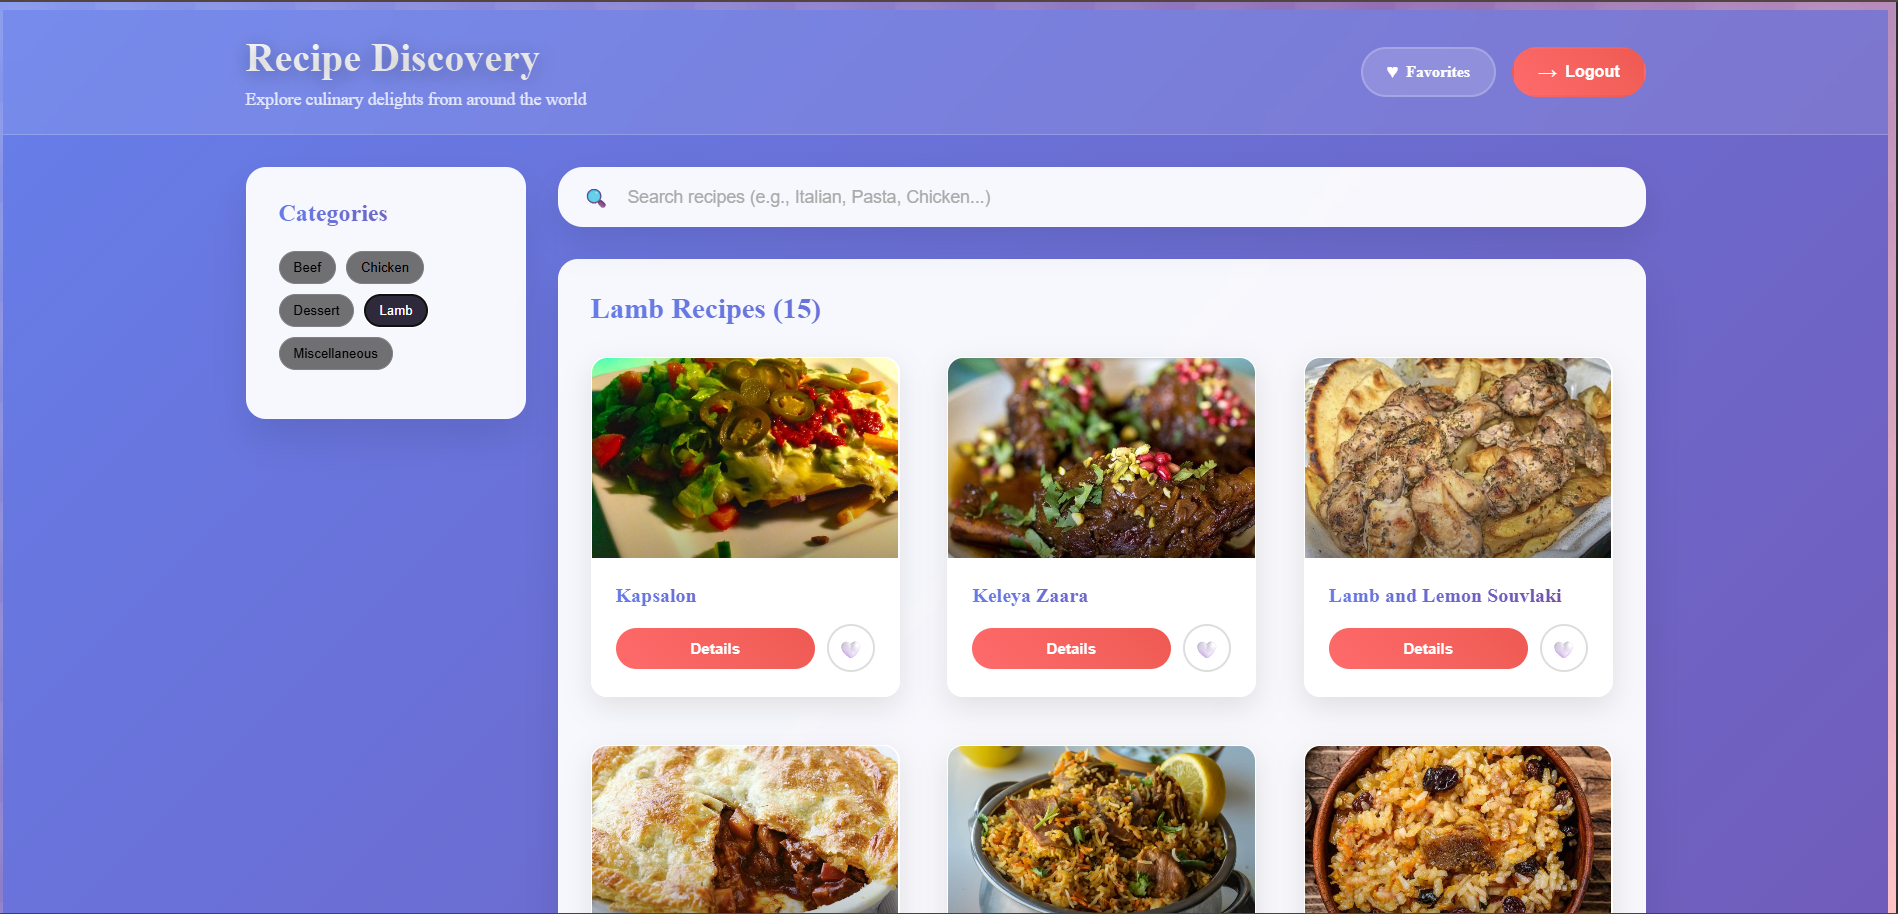 Recipe Discovery
Explore culinary delights from around the world
♥ Favorites
→ Logout
Categories
Beef
Chicken
Dessert
Lamb
Miscellaneous
Search recipes (e.g., Italian, Pasta, Chicken...)
Lamb Recipes (15)
Kapsalon
Keleya Zaara
Lamb and Lemon Souvlaki
Details
Details
Details